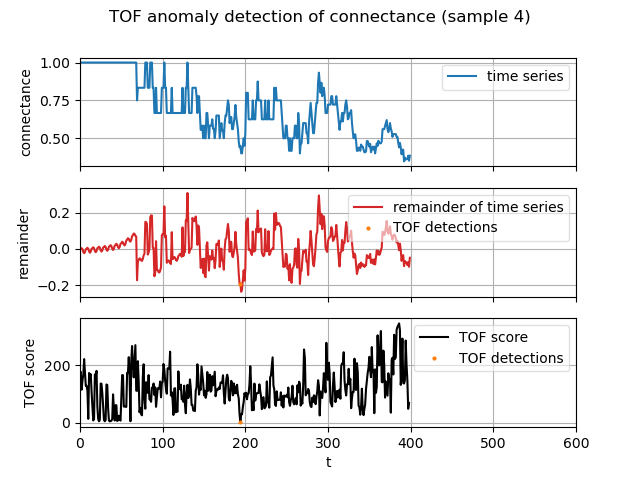 TOF anomaly detection of connectance (sample 4)
1.00
0.75
0.50
connectance
time series
0.2
0.0
−0.2
remainder
remainder of time series
TOF detections
200
0
TOF score
TOF score
TOF detections
0 100 200 300 400 500 600
t